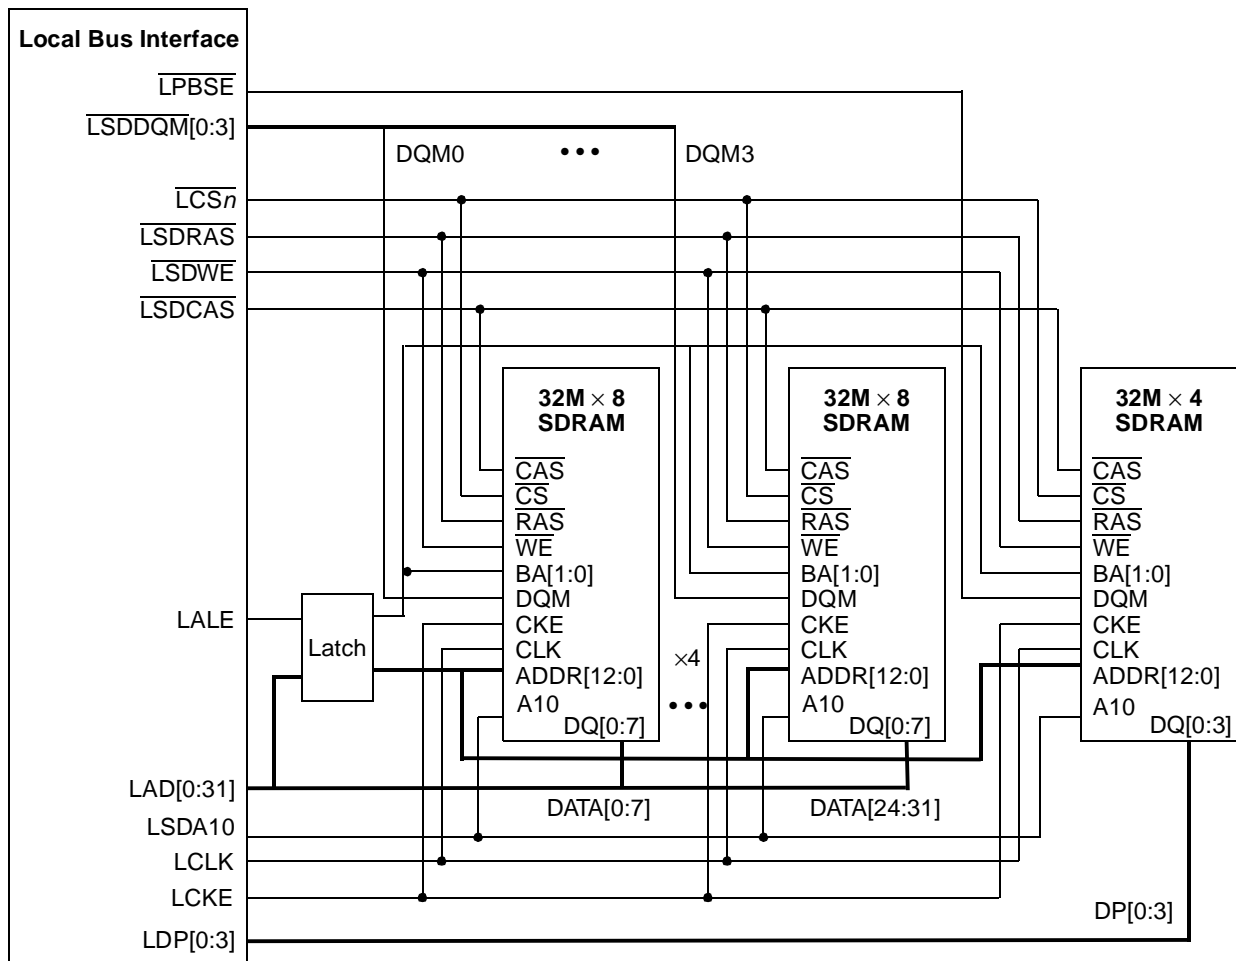 Local Bus Interface
LPBSE
LSDDQM[0:3]
DQM0 ••• DQM3
LCSn
LSDRAS
LSDWE
LSDCAS
LALE
Latch
LAD[0:31]
LSDA10
LCLK
LCKE
LDP[0:3]
32M × 8
SDRAM
CAS
CS
RAS
WE
BA[1:0]
DQM
CKE
CLK
ADDR[12:0]
A10
DQ[0:7]
DATA[0:7]
×4
•••
32M × 8
SDRAM
CAS
CS
RAS
WE
BA[1:0]
DQM
CKE
CLK
ADDR[12:0]
A10
DQ[0:7]
DATA[24:31]
32M × 4
SDRAM
CAS
CS
RAS
WE
BA[1:0]
DQM
CKE
CLK
ADDR[12:0]
A10
DQ[0:3]
DP[0:3]